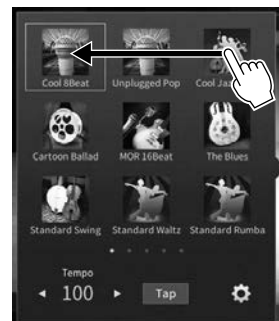 Cool 8Beat Unplugged Pop Cool Ja
Cartoon Ballad MOR 16Beat The Blues
Standard Swing Standard Waltz Standard Rumba
Tempo
100 Tap